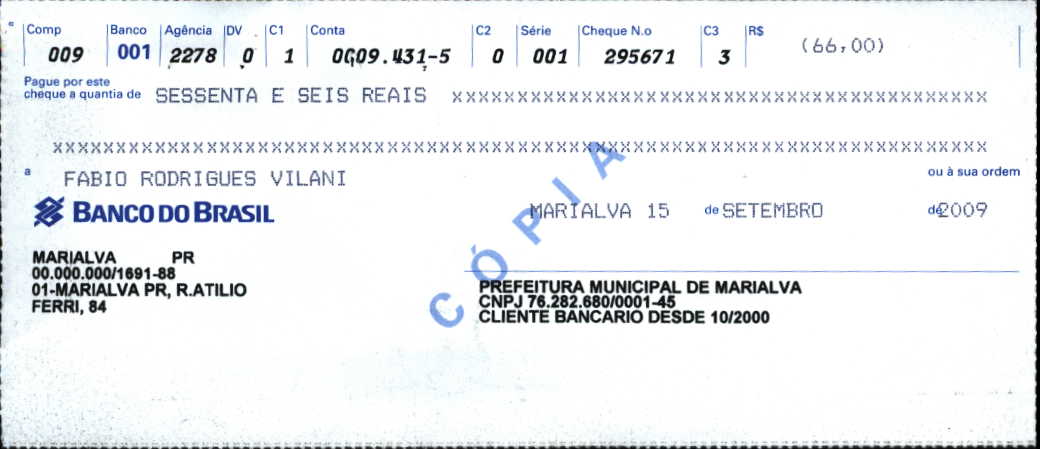 Comp Banco Agência DV C1 Conta C2 Série Cheque N.o C3 R$
009 001 2278 0 1 0009.431-5 0 001 295671 3 (66,00)
Pague por este
cheque a quantia de SESSENTA E SEIS REAIS xxxxxxxxxxxxxxxxxxxxxxxxxxxxxxxxxxxxxxxxx
xxxxxxxxxxxxxxxxxxxxxxxxxxxxxxxxxxxxxxxxxxxxxxxxxxxxxxxxxxxxxxxxxxxxxxx
a FABIO RODRIGUES VILANI ou à sua ordem
BANCO DO BRASIL MARIALVA 15 de SETEMBRO de 2009
MARIALVA PR
00.000.000/1691-88
01-MARIALVA PR, R.ATILIO
FERRI, 84
PREFEITURA MUNICIPAL DE MARIALVA
CNPJ 76.282.680/0001-45
CLIENTE BANCARIO DESDE 10/2000
CÓPIA